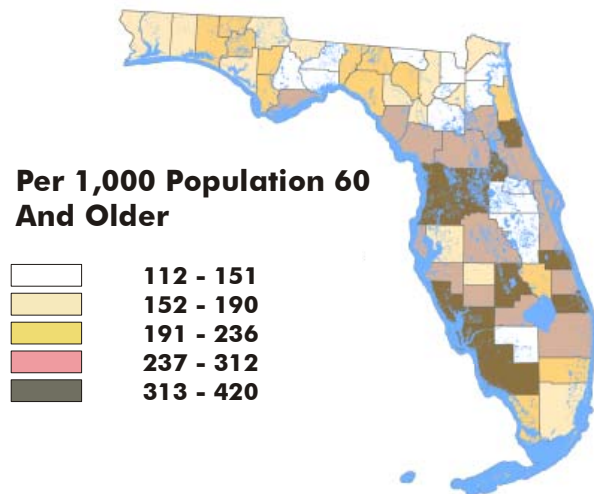 Per 1,000 Population 60
And Older
112 - 151
152 - 190
191 - 236
237 - 312
313 - 420